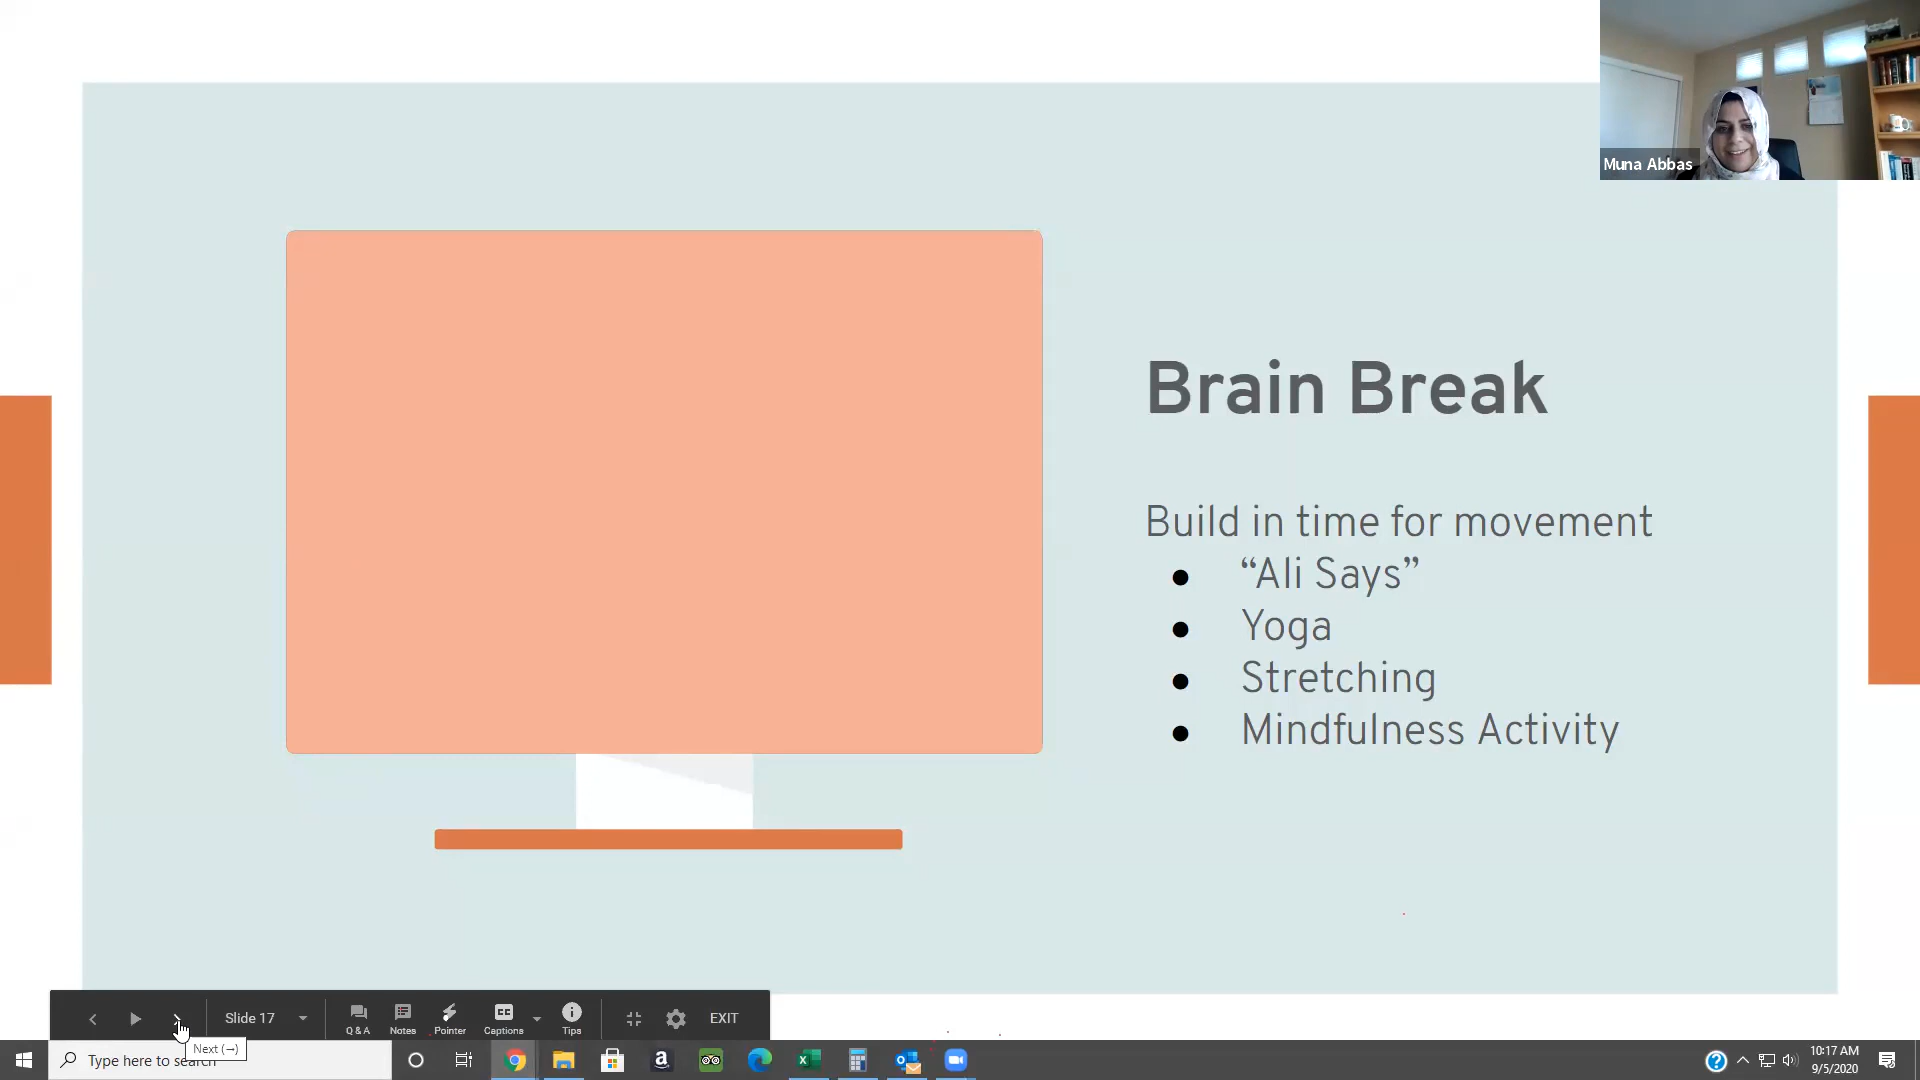 Muna Abbas
Brain Break
Build in time for movement
● “Ali Says”
● Yoga
● Stretching
● Mindfulness Activity
Slide 17
Q & A
Notes
Pointer
CC
Captions
Tips
EXIT
Next (→)
Type here to search
10:17 AM
9/5/2020